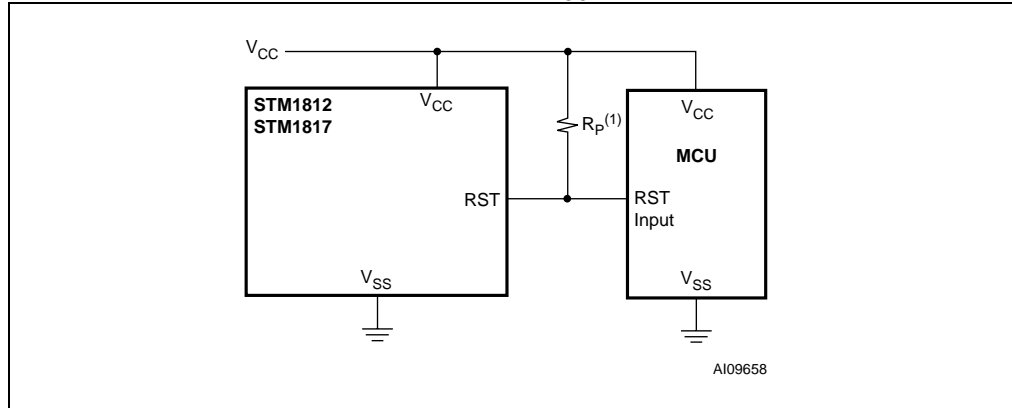 VCC
STM1812
STM1817
VCC
RP(1)
VCC
MCU
RST
RST
Input
VSS
VSS
AI09658